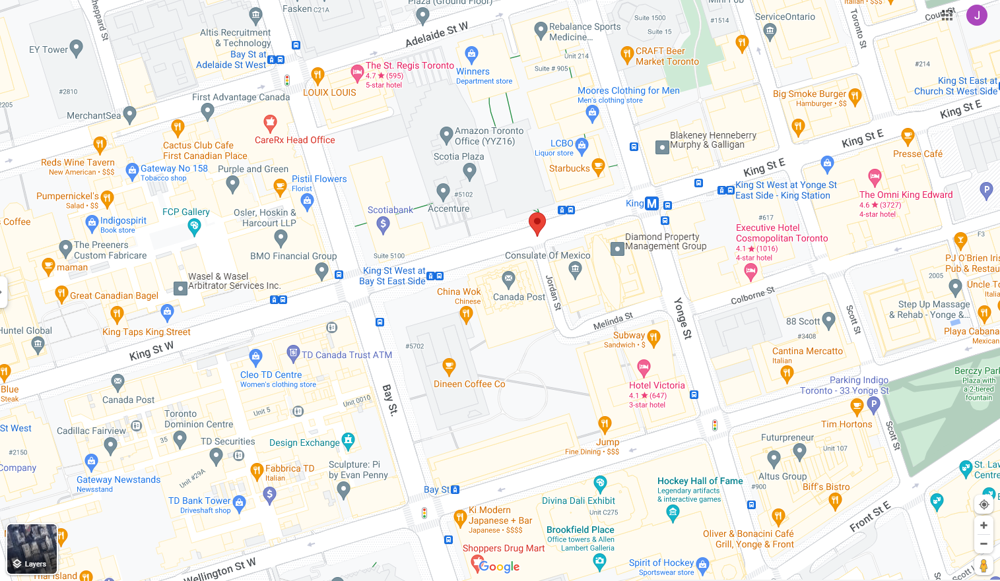 Sheppard St
Fasken
C21A
Plaza (Ground Floor)
Suite 1500
Suite 15
Mini Pub
#1514
ServiceOntario
Italian • $$$
Toronto St
Court St
J
EY Tower
Altis Recruitment
& Technology
Bay St at
Adelaide St West
Adelaide St W
Rebalance Sports
Medicine...
Unit 214
CRAFT Beer
Market Toronto
#214
The St. Regis Toronto
4.7 ★ (595)
5-star hotel
Winners
Department store
Suite # 905
LOUIX LOUIS
#2810
2205
First Advantage Canada
MerchantSea
Moores Clothing for Men
Men's clothing store
Big Smoke Burger
Hamburger • $$
King St East at
Church St West Side
King St E
CareRx Head Office
Amazon Toronto
Office (YYZ16)
LCBO
Liquor store
Blakeney Henneberry
Murphy & Galligan
King St E
Presse Café
Cactus Club Cafe
First Canadian Place
Reds Wine Tavern
New American • $$$
Gateway No 158
Tobacco shop
Purple and Green
Scotia Plaza
Starbucks
King St E
Pistil Flowers
Florist
#5102
King St West at Yonge St
East Side - King Station
The Omni King Edward
4.6 ★ (3727)
4-star hotel
P
Pumpernickel's
Salad • $$
FCP Gallery
Osler, Hoskin &
Harcourt LLP
Scotiabank
Accenture
King
M
#617
Coffee
Indigospirit
Book store
Executive Hotel
Cosmopolitan Toronto
4.1 ★ (1016)
4-star hotel
F3
The Preeners
Custom Fabricare
BMO Financial Group
Suite 5100
Consulate Of Mexico
Diamond Property
Management Group
PJ O'Brien Iris
Pub & Restau
maman
Wasel & Wasel
Arbitrator Services Inc.
King St West at
Bay St East Side
Jordan St
2005
Great Canadian Bagel
China Wok
Chinese
Canada Post
Colborne St
Step Up Massage
& Rehab - Yonge &...
Uncle To
Italia
King Taps King Street
Yonge St
Melinda St
Scott St
88 Scott
#3408
Playa Cabana
Mexican
Huntel Global
King St W
#5702
Subway
Sandwich • $
Cantina Mercatto
Italian
TD Canada Trust ATM
Cleo TD Centre
Women's clothing store
Dineen Coffee Co
Hotel Victoria
4.1 ★ (647)
3-star hotel
Parking Indigo
Toronto - 33 Yonge St
P
Berczy Park
Plaza with
a 2-tiered
fountain
Blue
Steak
Canada Post
Unit 5
Unit 0010
Bay St.
Tim Hortons
St West
Toronto
Dominion Centre
Cadillac Fairview
35
TD Securities
Design Exchange
Jump
Fine Dining • $$$
Futurpreneur
Unit 107
Scott St
#2150
Company
Gateway Newstands
Newsstand
Unit #29A
Fabbrica TD
Italian
Sculpture: Pi
by Evan Penny
Altus Group
#900
St. Law
Centre
Hockey Hall of Fame
Legendary artifacts
& interactive games
Biff's Bistro
Bay St
Divina Dali Exhibit
Unit C275
TD Bank Tower
Driveshaft shop
Ki Modern
Japanese + Bar
Japanese • $$$$
Front St E
Brookfield Place
Office towers & Allen
Lambert Galleria
Oliver & Bonacini Café
Grill, Yonge & Front
Shoppers Drug Mart
Google
Wellington St W
Spirit of Hockey
Sportswear store
Layers
Thai Island
Scott